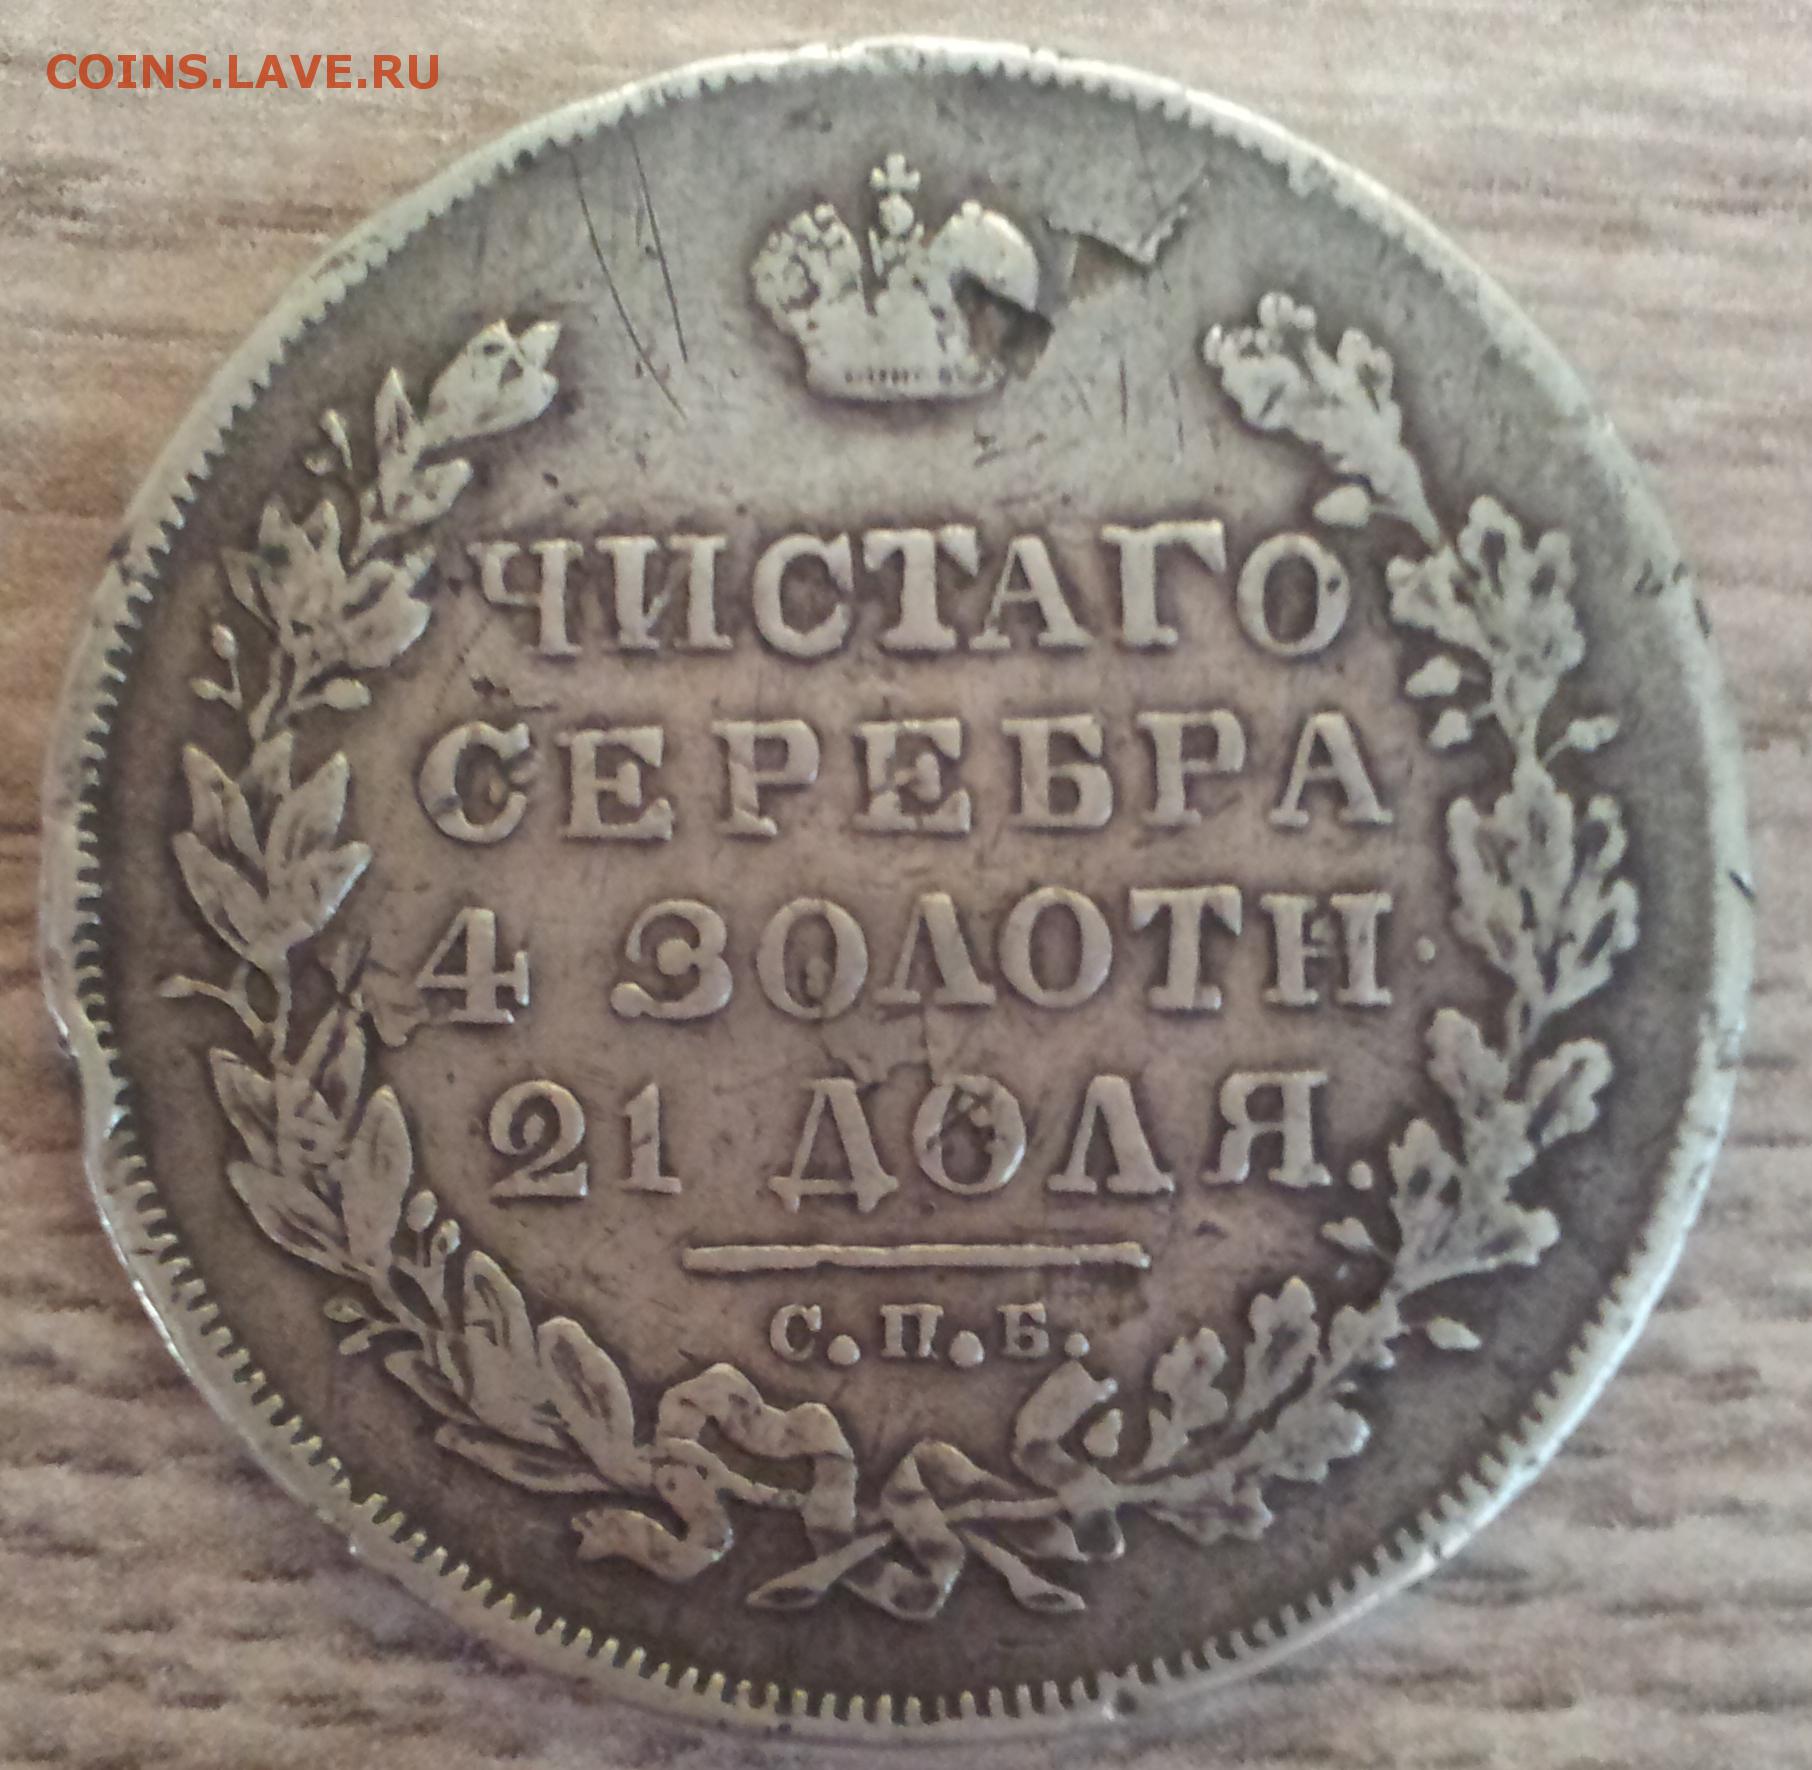 COINS.LAVE.RU
ЧИСТАГО
СЕРЕБРА
4 ЗОЛОТН.
21 ДОЛЯ.
С.П.Б.